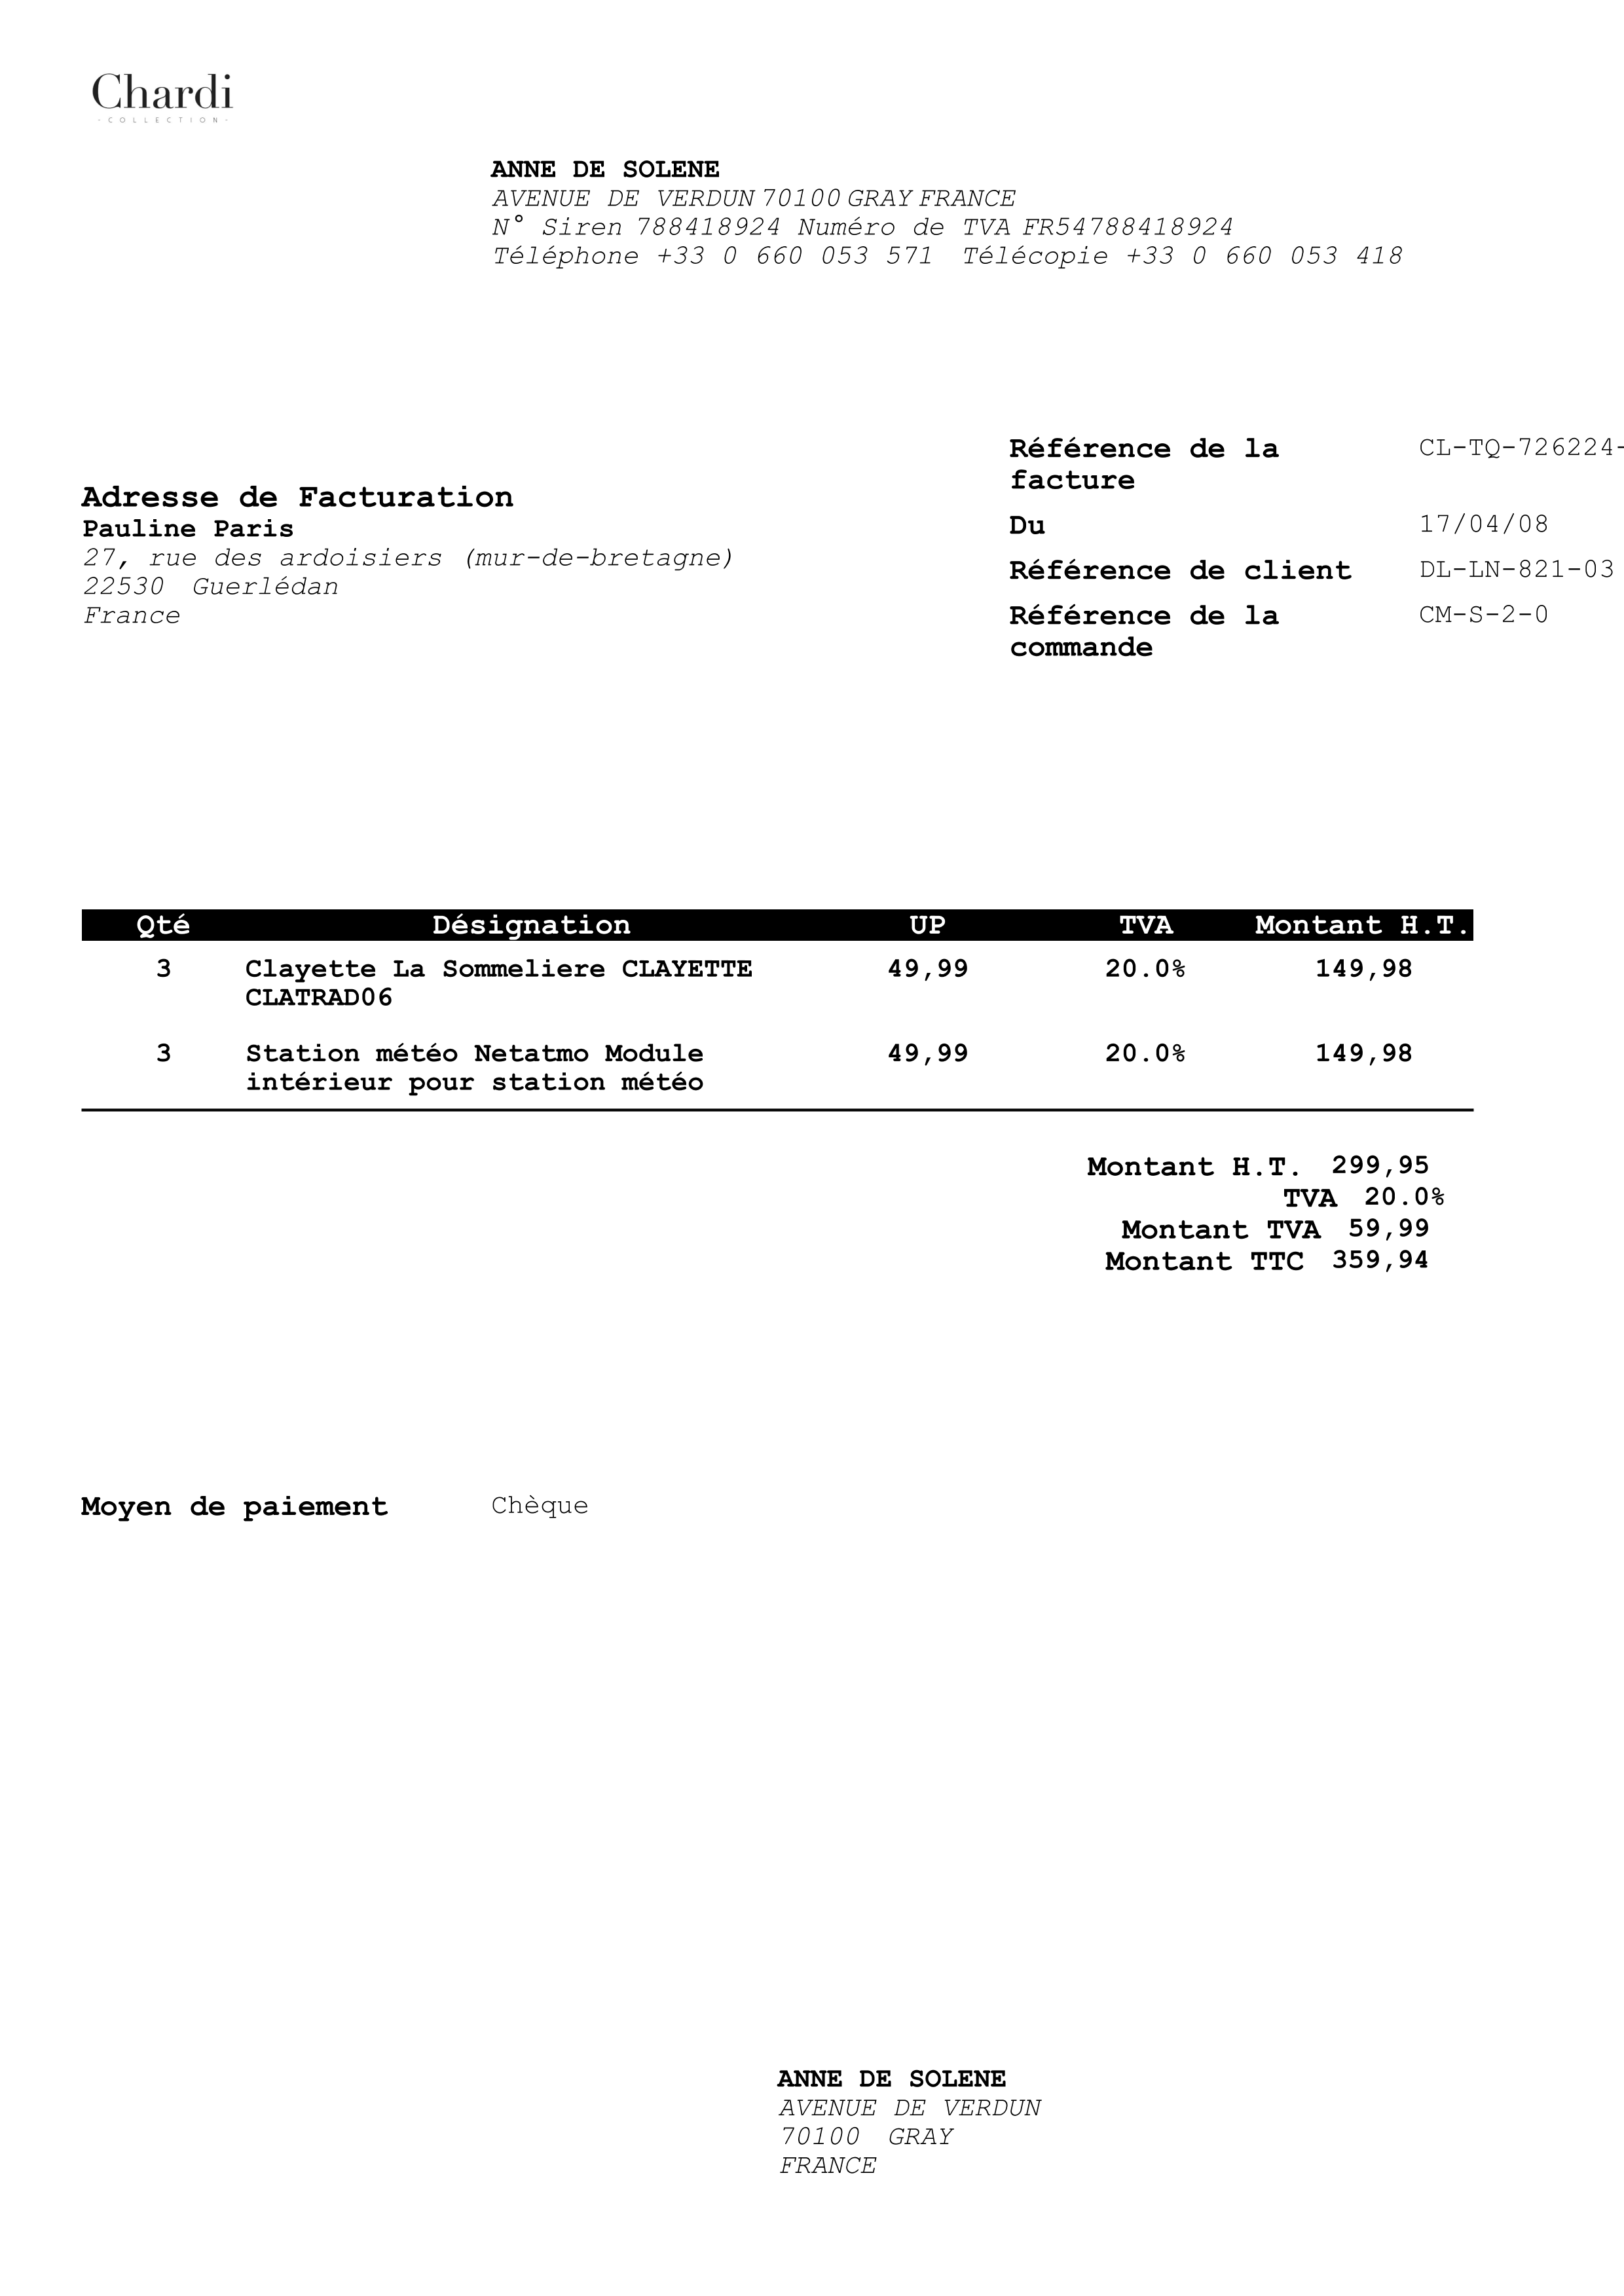 Chardi
- COLLECTION -
ANNE DE SOLENE
AVENUE DE VERDUN 70100 GRAY FRANCE
N° Siren 788418924 Numéro de TVA FR54788418924
Téléphone +33 0 660 053 571 Télécopie +33 0 660 053 418
Référence de la facture CL-TQ-726224-
Adresse de Facturation
Pauline Paris
27, rue des ardoisiers (mur-de-bretagne)
22530 Guerlédan
France
Du 17/04/08
Référence de client DL-LN-821-03
Référence de la commande CM-S-2-0
Qté Désignation UP TVA Montant H.T.
3 Clayette La Sommeliere CLAYETTE 49,99 20.0% 149,98
CLATRAD06
3 Station météo Netatmo Module 49,99 20.0% 149,98
intérieur pour station météo
Montant H.T. 299,95
TVA 20.0%
Montant TVA 59,99
Montant TTC 359,94
Moyen de paiement Chèque
ANNE DE SOLENE
AVENUE DE VERDUN
70100 GRAY
FRANCE